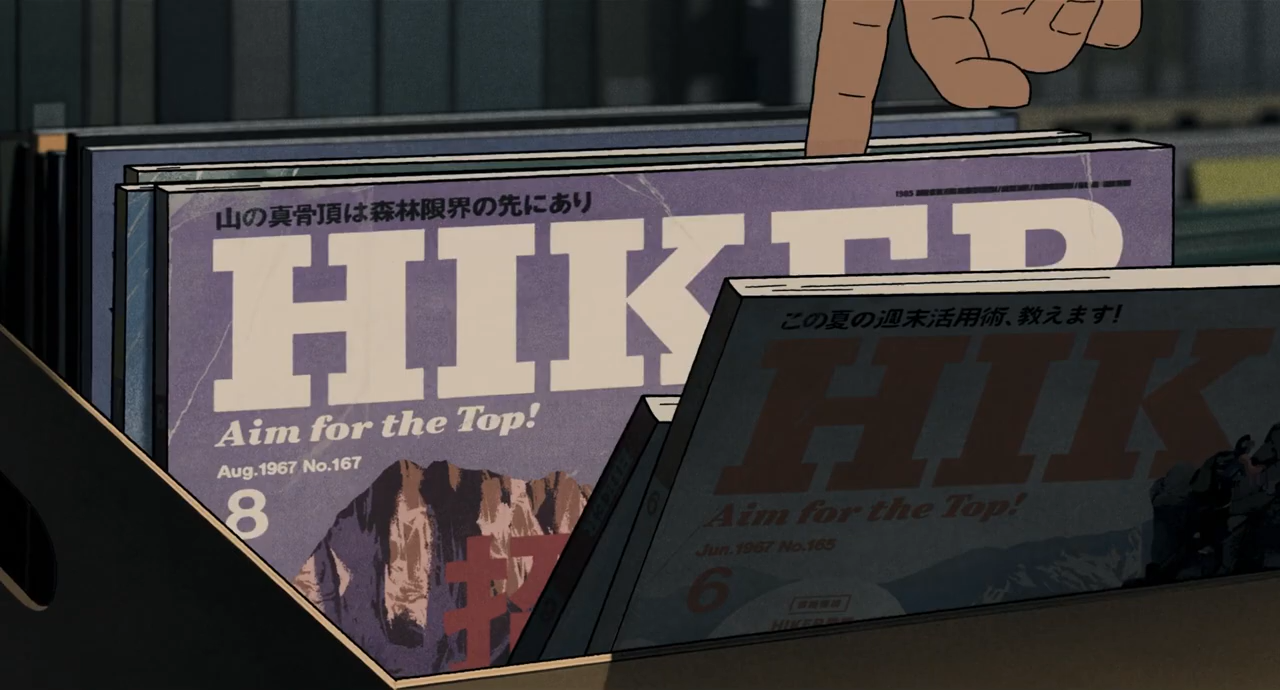 山の真骨頂は森林限界の先にあり
1985
HIKER
Aim for the Top!
Aug.1967 No.167
8
この夏の週末活用術、教えます!
HIK
Aim for the Top!
Jun.1967 No.165
6
HIKER